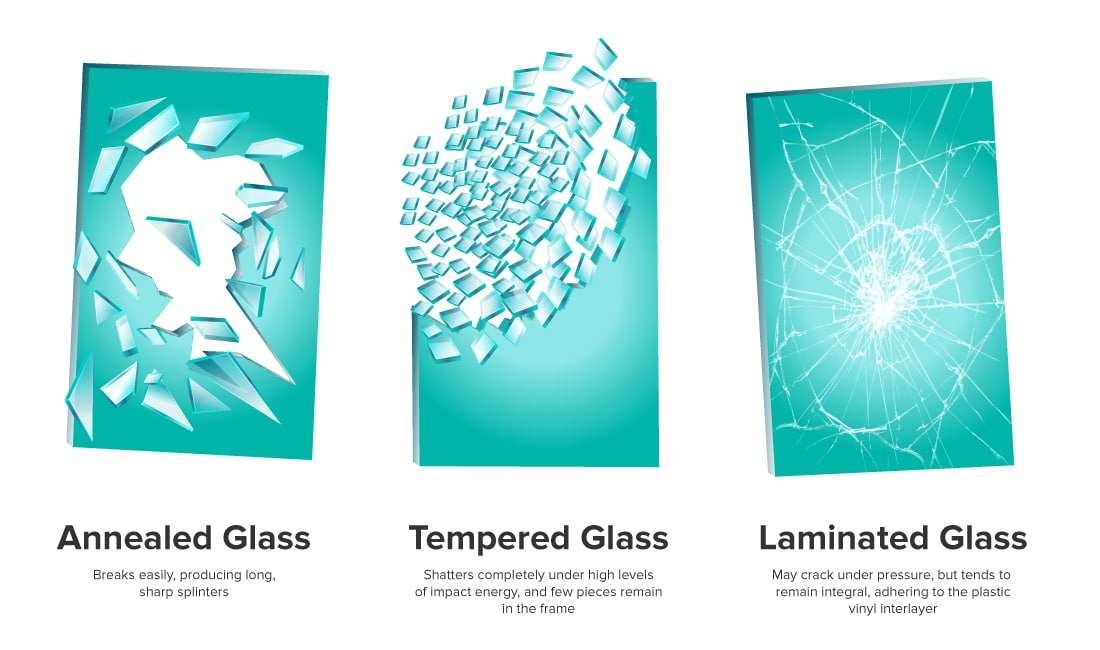 Annealed Glass
Breaks easily, producing long,
sharp splinters
Tempered Glass
Shatters completely under high levels
of impact energy, and few pieces remain
in the frame
Laminated Glass
May crack under pressure, but tends to
remain integral, adhering to the plastic
vinyl interlayer